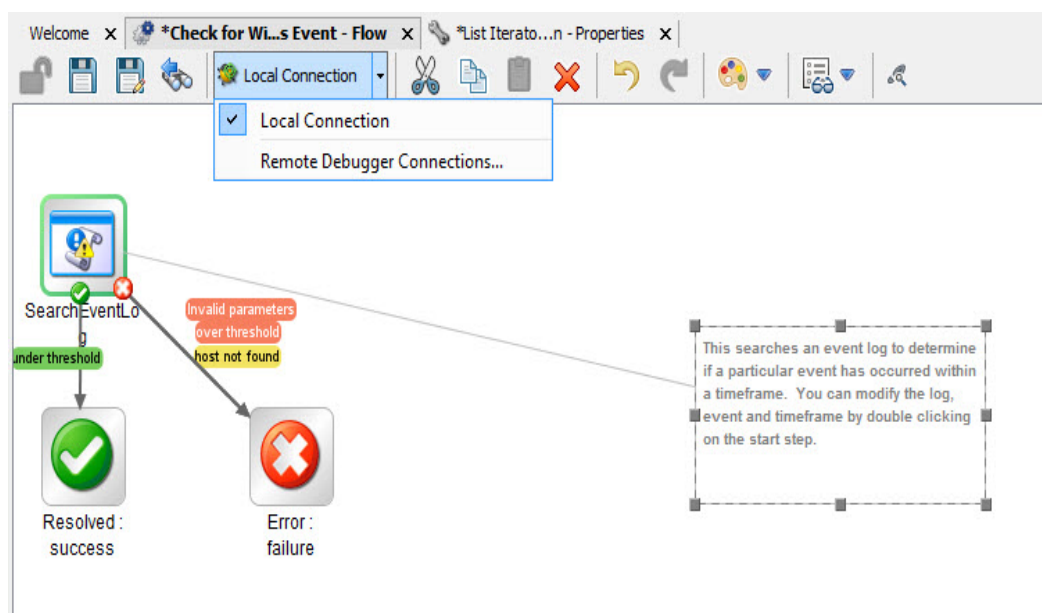 Welcome
*Check for Wi...s Event - Flow
*List Iterato...n - Properties
Local Connection
Local Connection
Remote Debugger Connections...
SearchEventLo
g
under threshold
Invalid parameters
over threshold
host not found
This searches an event log to determine
if a particular event has occurred within
a timeframe. You can modify the log,
event and timeframe by double clicking
on the start step.
Resolved :
success
Error :
failure